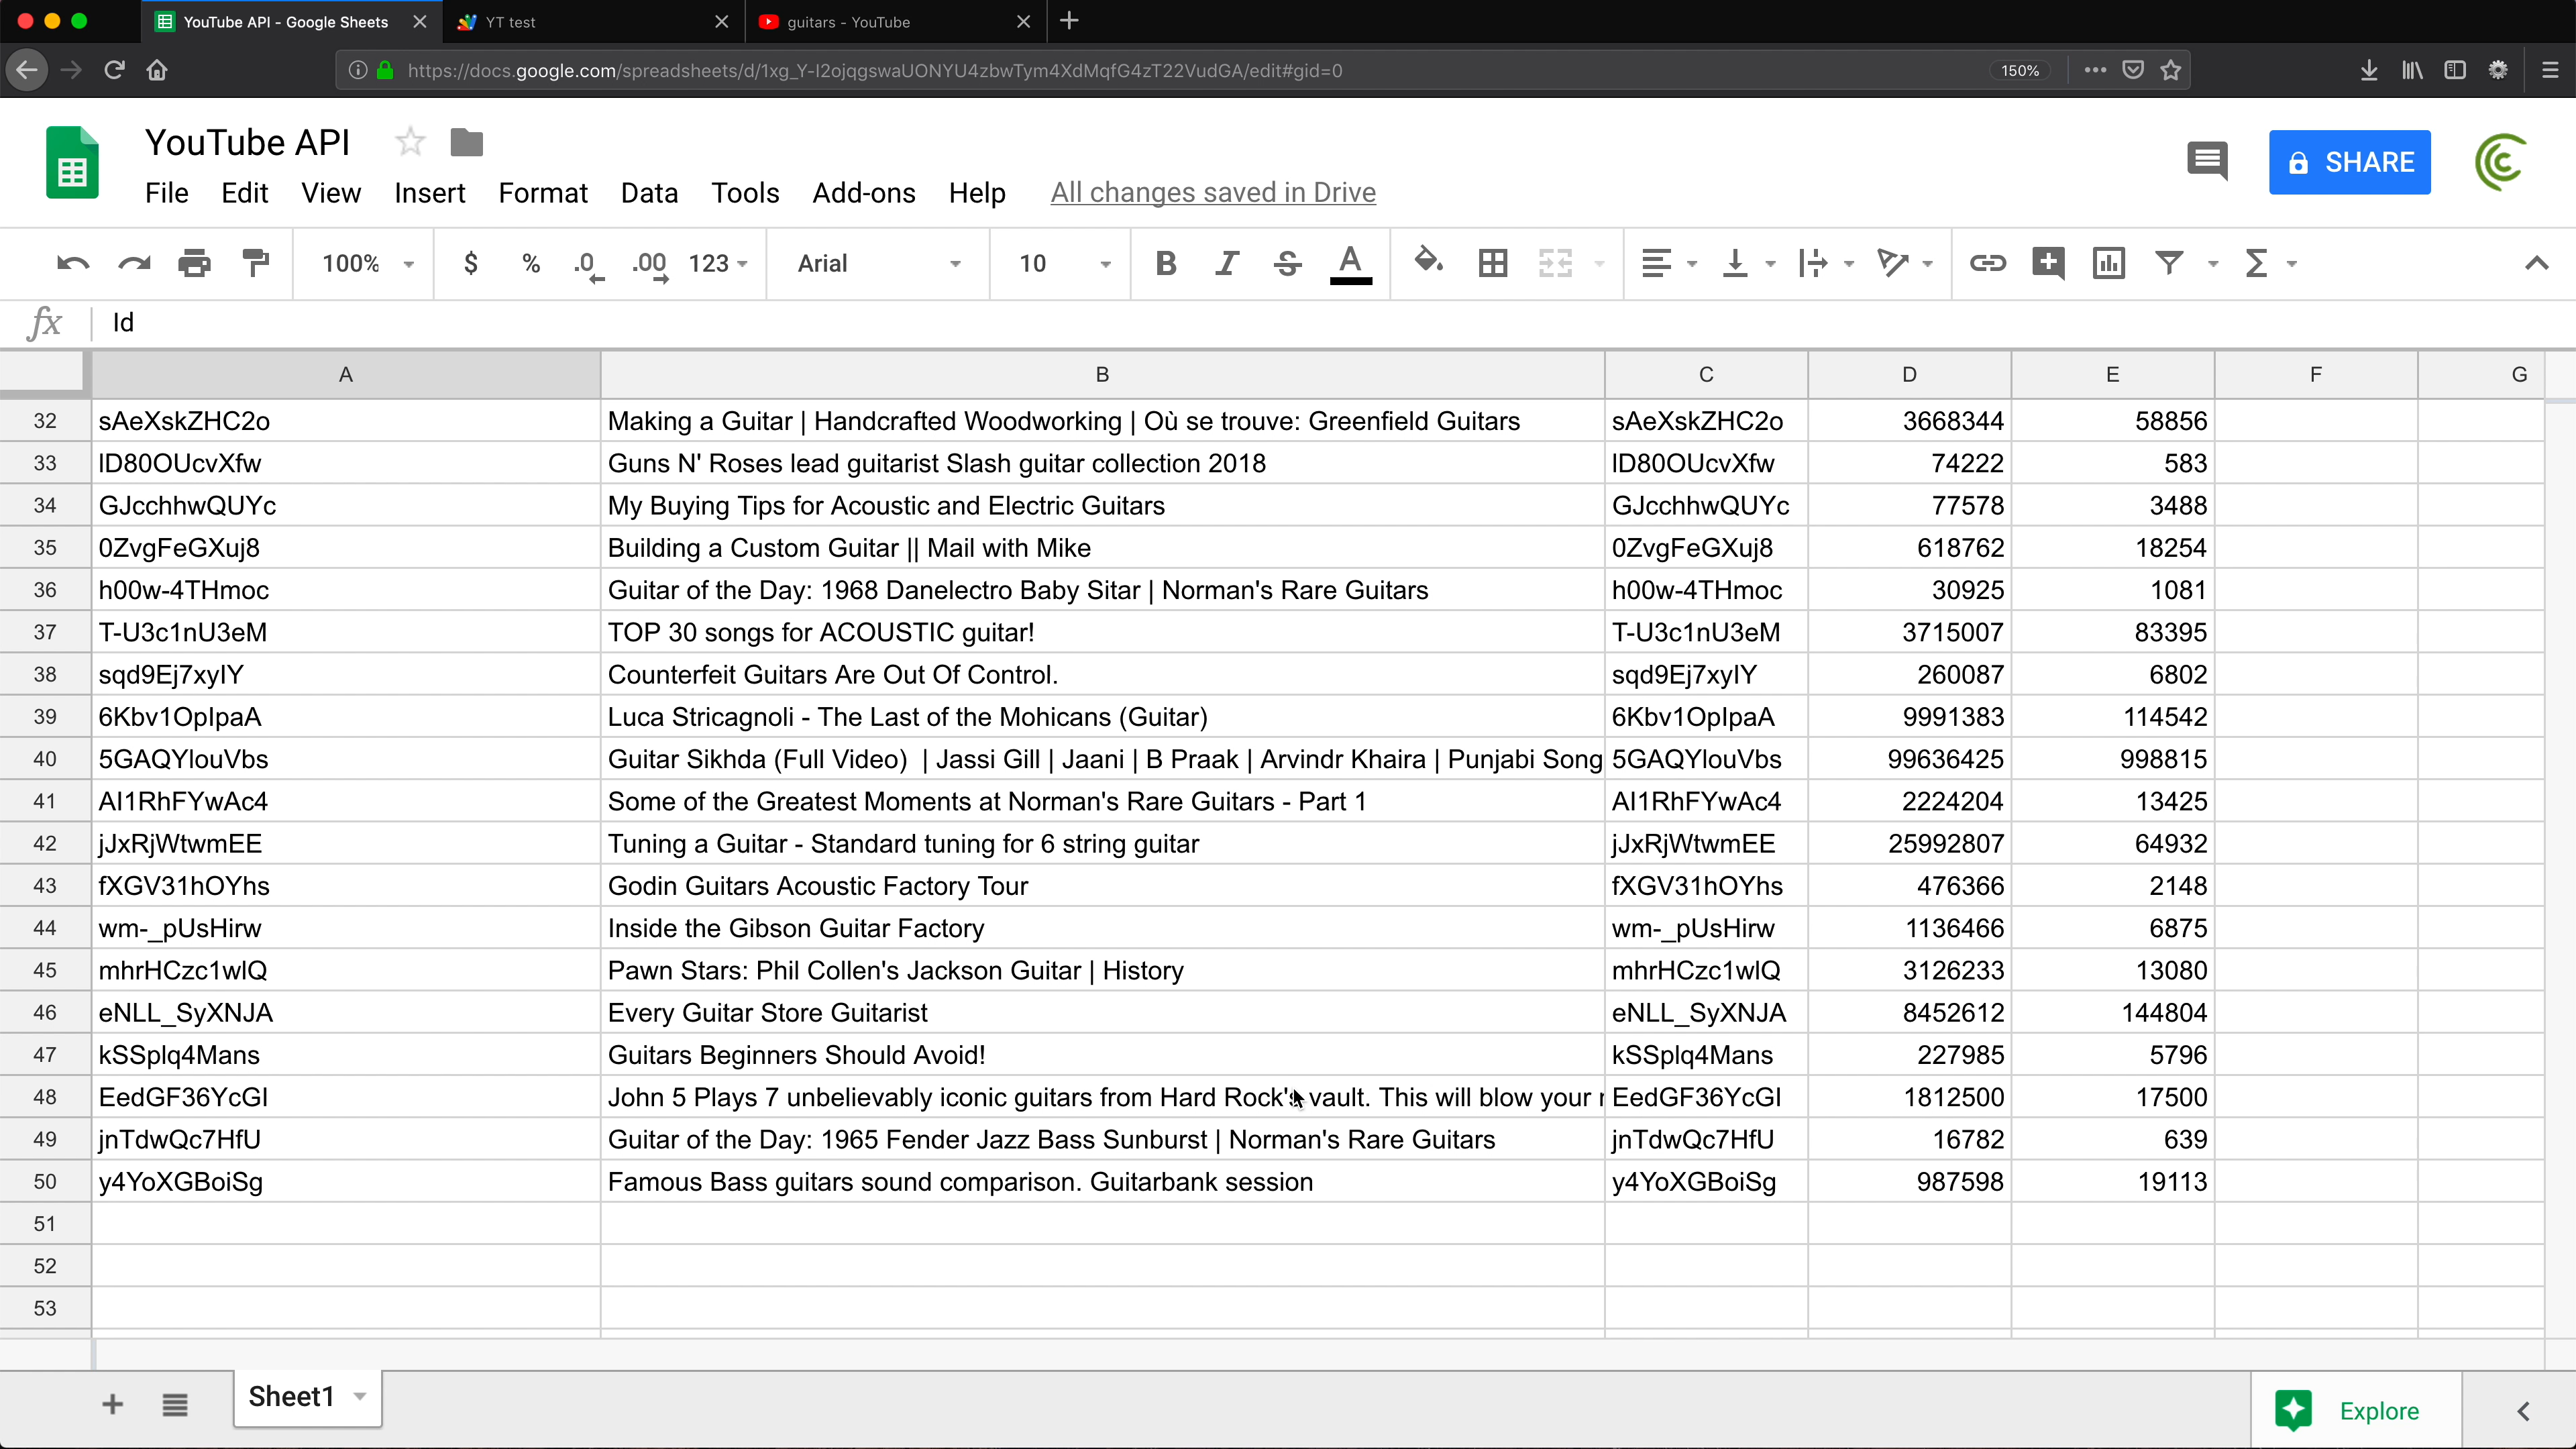 YouTube API - Google Sheets
YT test
guitars - YouTube
https://docs.google.com/spreadsheets/d/1xg_Y-I2ojqgswaUONYU4zbwTym4XdMqfG4zT22VudGA/edit#gid=0
150%
YouTube API
SHARE
File Edit View Insert Format Data Tools Add-ons Help All changes saved in Drive
100% $ % .0 .00 123 Arial 10 B I S A
fx Id
A B C D E F G
32 sAeXskZHC2o Making a Guitar | Handcrafted Woodworking | Où se trouve: Greenfield Guitars sAeXskZHC2o 3668344 58856
33 ID80OUcvXfw Guns N' Roses lead guitarist Slash guitar collection 2018 ID80OUcvXfw 74222 583
34 GJcchhwQUYc My Buying Tips for Acoustic and Electric Guitars GJcchhwQUYc 77578 3488
35 0ZvgFeGXuj8 Building a Custom Guitar || Mail with Mike 0ZvgFeGXuj8 618762 18254
36 h00w-4THmoc Guitar of the Day: 1968 Danelectro Baby Sitar | Norman's Rare Guitars h00w-4THmoc 30925 1081
37 T-U3c1nU3eM TOP 30 songs for ACOUSTIC guitar! T-U3c1nU3eM 3715007 83395
38 sqd9Ej7xyIY Counterfeit Guitars Are Out Of Control. sqd9Ej7xyIY 260087 6802
39 6Kbv1OplpaA Luca Stricagnoli - The Last of the Mohicans (Guitar) 6Kbv1OplpaA 9991383 114542
40 5GAQYlouVbs Guitar Sikhda (Full Video) | Jassi Gill | Jaani | B Praak | Arvindr Khaira | Punjabi Song 5GAQYlouVbs 99636425 998815
41 AI1RhFYwAc4 Some of the Greatest Moments at Norman's Rare Guitars - Part 1 AI1RhFYwAc4 2224204 13425
42 jJxRjWtwmEE Tuning a Guitar - Standard tuning for 6 string guitar jJxRjWtwmEE 25992807 64932
43 fXGV31hOYhs Godin Guitars Acoustic Factory Tour fXGV31hOYhs 476366 2148
44 wm-_pUsHirw Inside the Gibson Guitar Factory wm-_pUsHirw 1136466 6875
45 mhrHCzc1wlQ Pawn Stars: Phil Collen's Jackson Guitar | History mhrHCzc1wlQ 3126233 13080
46 eNLL_SyXNJA Every Guitar Store Guitarist eNLL_SyXNJA 8452612 144804
47 kSSplq4Mans Guitars Beginners Should Avoid! kSSplq4Mans 227985 5796
48 EedGF36YcGI John 5 Plays 7 unbelievably iconic guitars from Hard Rock's vault. This will blow your EedGF36YcGI 1812500 17500
49 jnTdwQc7HfU Guitar of the Day: 1965 Fender Jazz Bass Sunburst | Norman's Rare Guitars jnTdwQc7HfU 16782 639
50 y4YoXGBoiSg Famous Bass guitars sound comparison. Guitarbank session y4YoXGBoiSg 987598 19113
51
52
53
Sheet1
Explore